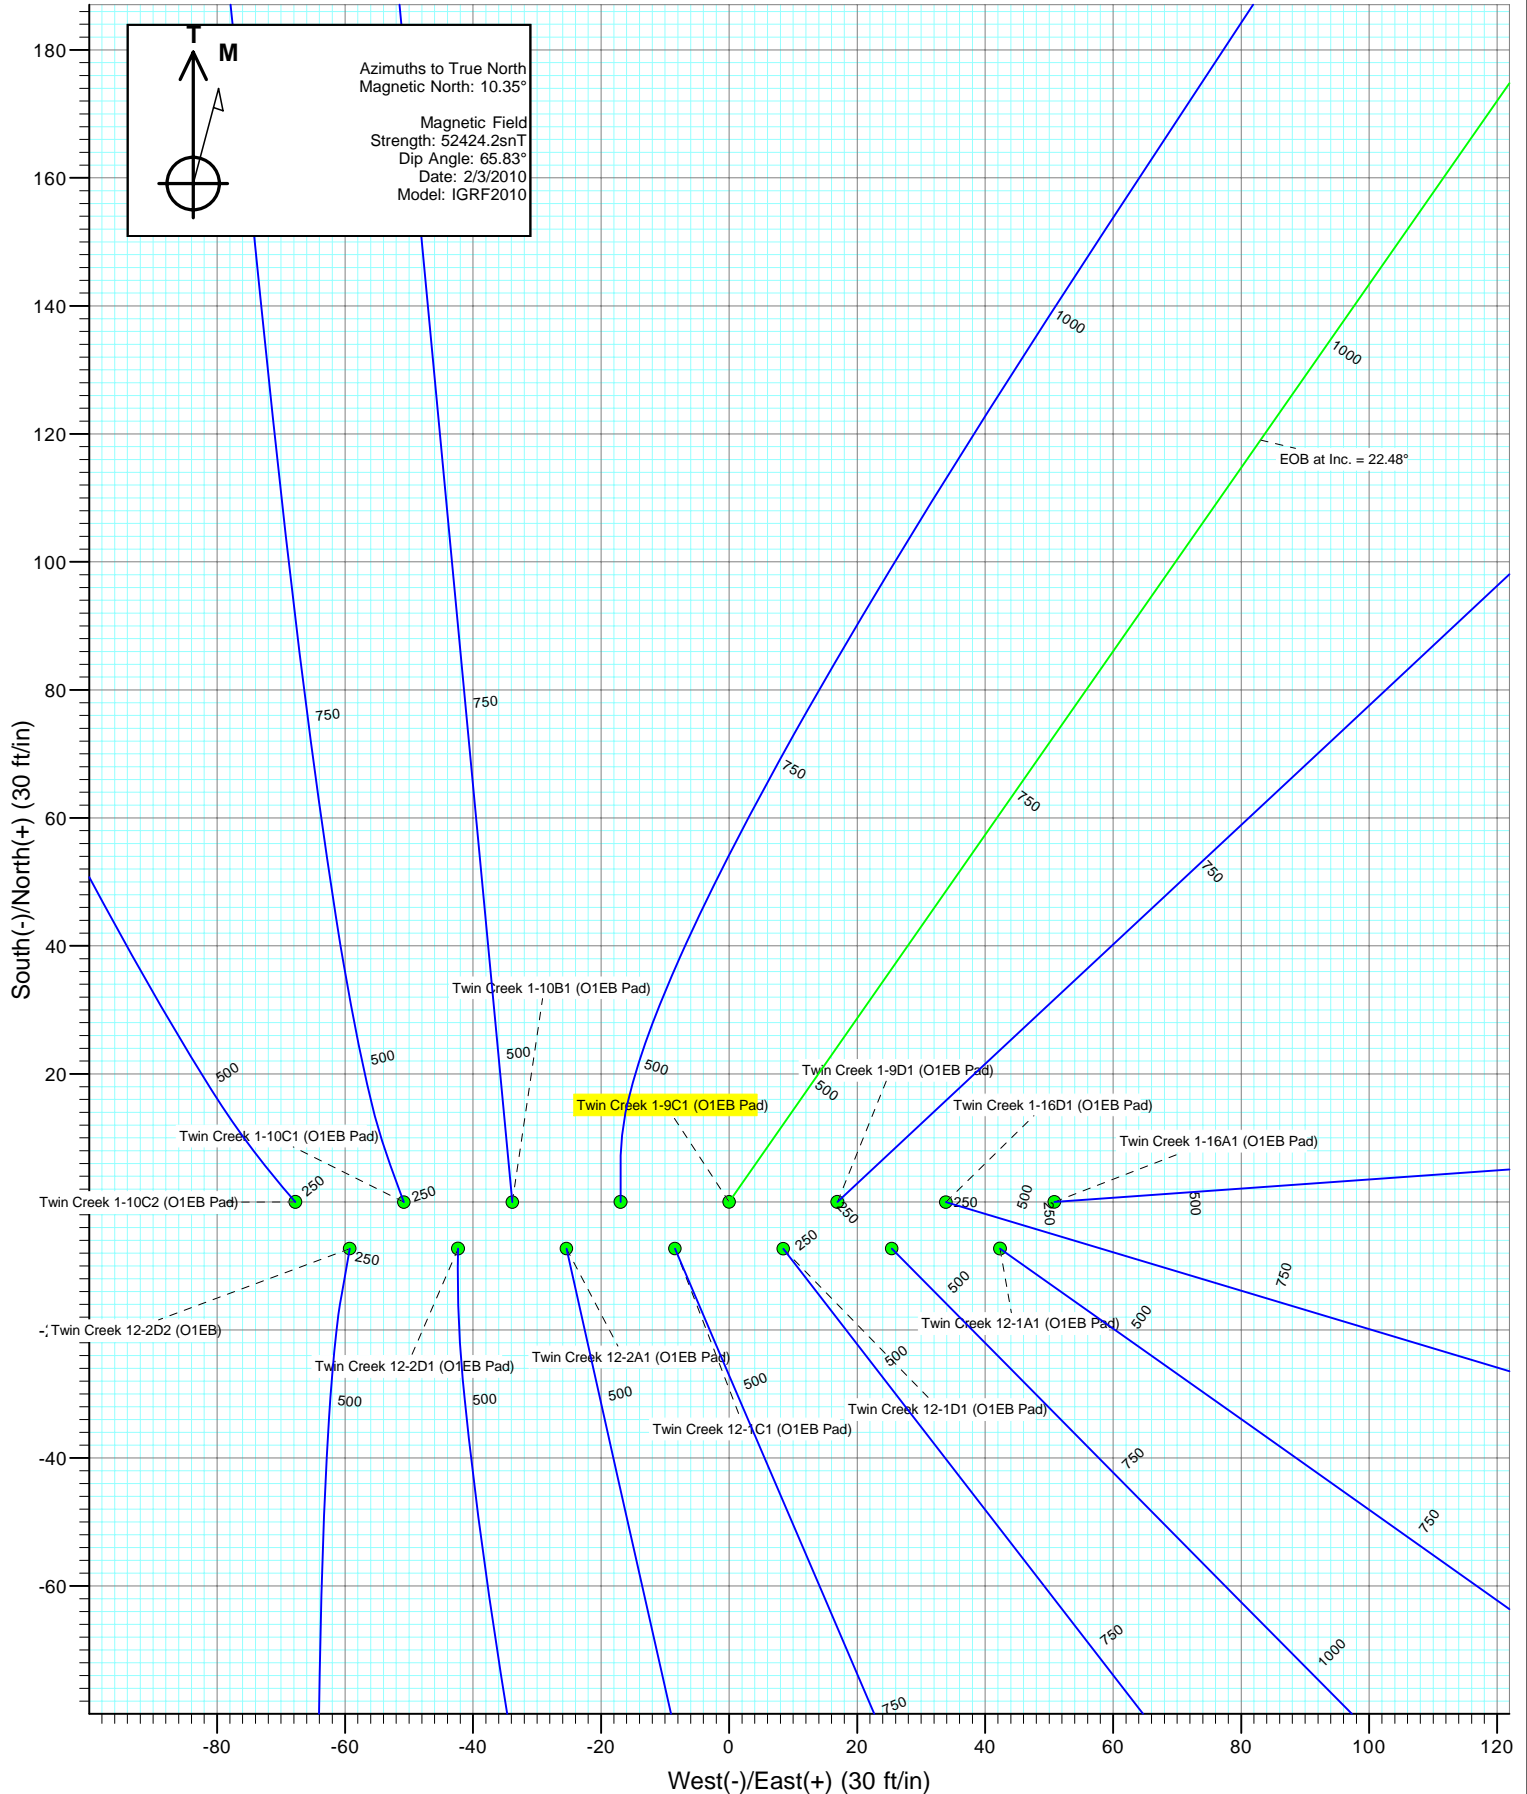 T
M
Azimuths to True North
Magnetic North: 10.35°
Magnetic Field
Strength: 52424.2snT
Dip Angle: 65.83°
Date: 2/3/2010
Model: IGRF2010
180
160
140
120
100
80
60
40
20
-40
-60
South(-)/North(+) (30 ft/in)
1000
1000
EOB at Inc. = 22.48°
750
750
750
750
750
500
500
500
500
500
Twin Creek 1-10B1 (O1EB Pad)
Twin Creek 1-9C1 (O1EB Pad)
Twin Creek 1-9D1 (O1EB Pad)
Twin Creek 1-16D1 (O1EB Pad)
Twin Creek 1-16A1 (O1EB Pad)
Twin Creek 1-10C1 (O1EB Pad)
Twin Creek 1-10C2 (O1EB Pad)
250
250
250
250
250
500
500
250
250
750
500
500
Twin Creek 12-2D2 (O1EB)
Twin Creek 12-2D1 (O1EB Pad)
Twin Creek 12-2A1 (O1EB Pad)
Twin Creek 12-1C1 (O1EB Pad)
Twin Creek 12-1D1 (O1EB Pad)
Twin Creek 12-1A1 (O1EB Pad)
500
500
500
500
500
750
750
750
750
1000
-80
-60
-40
-20
0
20
40
60
80
100
120
West(-)/East(+) (30 ft/in)